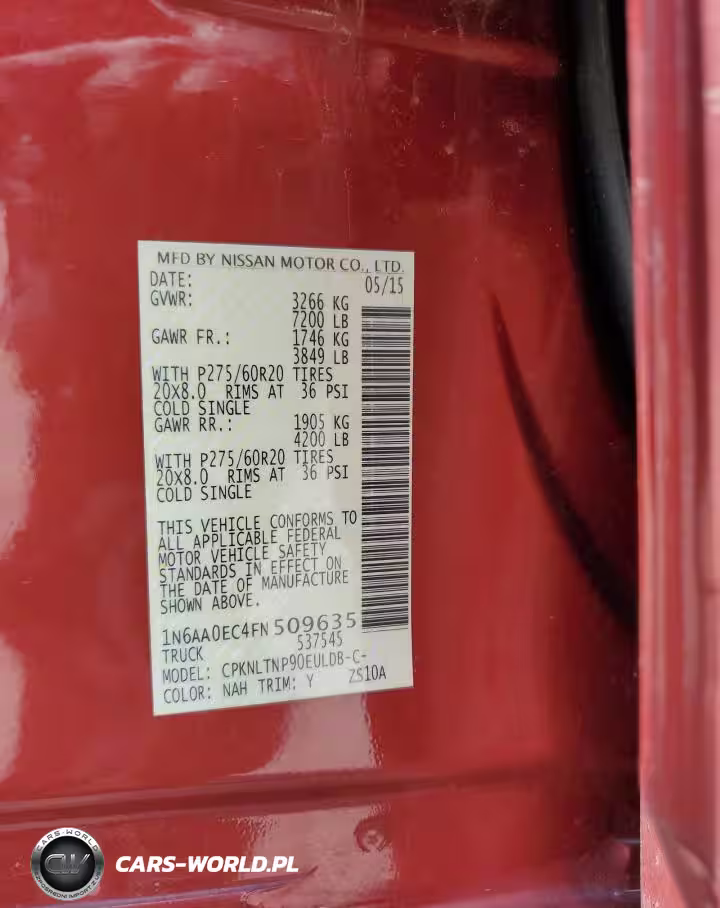 MFD BY NISSAN MOTOR CO., LTD.
DATE: 05/15
GVWR: 3266 KG
7200 LB
GAWR FR.: 1746 KG
3849 LB
WITH P275/60R20 TIRES
20X8.0 RIMS AT 36 PSI
COLD SINGLE
GAWR RR.: 1905 KG
4200 LB
WITH P275/60R20 TIRES
20X8.0 RIMS AT 36 PSI
COLD SINGLE
THIS VEHICLE CONFORMS TO
ALL APPLICABLE FEDERAL
MOTOR VEHICLE SAFETY
STANDARDS IN EFFECT ON
THE DATE OF MANUFACTURE
SHOWN ABOVE.
1N6AA0EC4FN509635
TRUCK 537545
MODEL: CPKNLTNP90EULDB-C-
COLOR: NAH TRIM: Y ZS10A
CARS-WORLD
CW
CARS-WORLD.PL